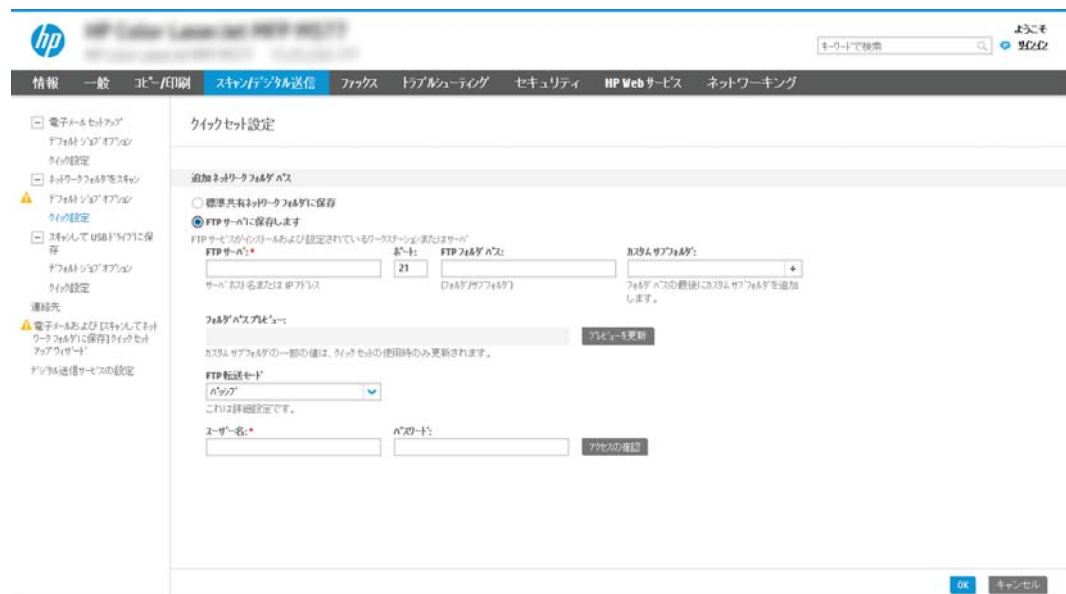 hp
ようこそ
キーワードで検索
サインイン
情報 一般 コピー/印刷 スキャン/デジタル送信 ファックス トラブルシューティング セキュリティ HP Web サービス ネットワーキング
電子メール セットアップ
デフォルト ジョブ オプション
クイック設定
ネットワーク フォルダをスキャン
デフォルト ジョブ オプション
クイック設定
スキャンして USB ドライブに保
存
デフォルト ジョブ オプション
クイック設定
連絡先
電子メールおよび [スキャンしてネット
ワーク フォルダに保存] クイック セット
アップ ウィザード
デジタル送信サービスの設定
クイック セット設定
追加ネットワーク フォルダ パス
標準共有ネットワーク フォルダに保存
FTP サーバに保存します
FTP サービスがインストールおよび設定されているワークステーションまたはサーバ
FTP サーバ:* ポート: FTP フォルダ パス: カスタム サブフォルダ:
21 +
サーバ ホスト名または IP アドレス [フォルダ/サブフォルダ] フォルダ パスの最後にカスタム サブフォルダを追加
します。
フォルダ パス プレビュー:
プレビューを更新
カスタム サブフォルダの一部の値は、クイック セットの使用時のみ更新されます。
FTP 転送モード
パッシブ
これは詳細設定です。
ユーザー名:* パスワード:
アクセスの確認
OK キャンセル